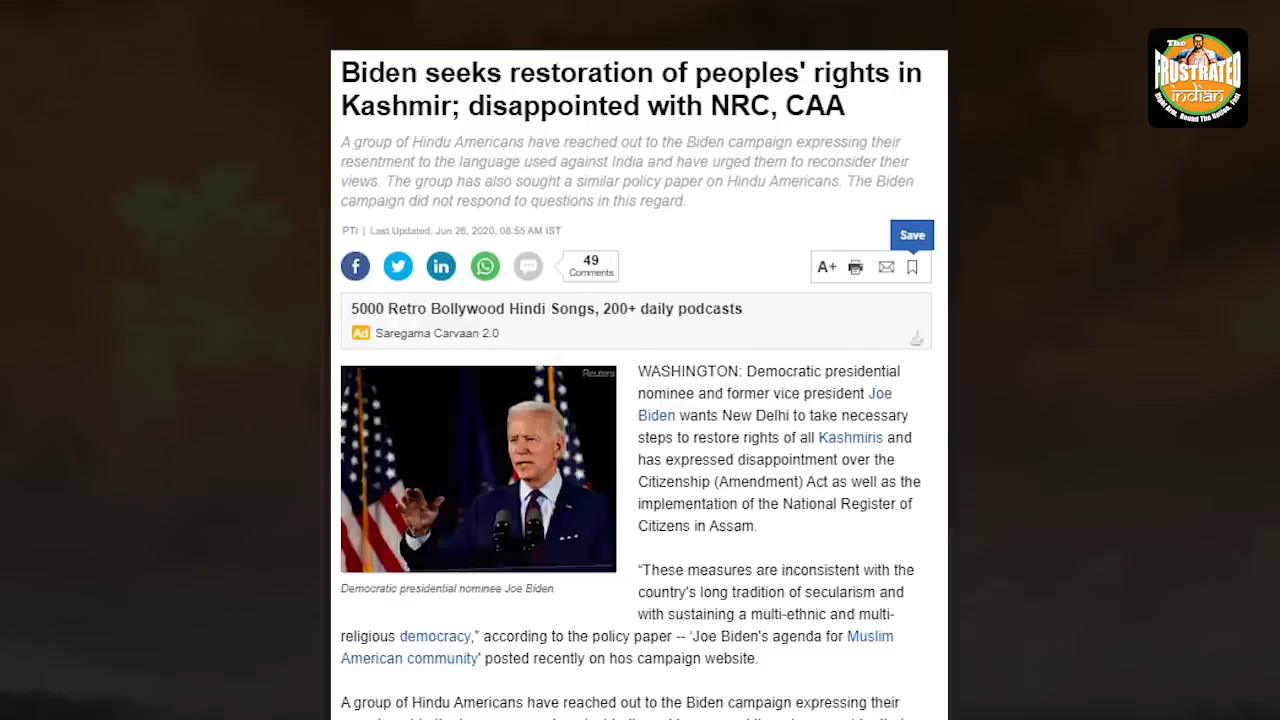 The
FRUSTRATED
indian
Right Arm. Round The Nation. Fast
Biden seeks restoration of peoples' rights in
Kashmir; disappointed with NRC, CAA
A group of Hindu Americans have reached out to the Biden campaign expressing their
resentment to the language used against India and have urged them to reconsider their
views. The group has also sought a similar policy paper on Hindu Americans. The Biden
campaign did not respond to questions in this regard.
PTI | Last Updated: Jun 26, 2020, 08.55 AM IST
Save
49
Comments
A+
5000 Retro Bollywood Hindi Songs, 200+ daily podcasts
Ad Saregama Carvaan 2.0
Reuters
Democratic presidential nominee Joe Biden
WASHINGTON: Democratic presidential
nominee and former vice president Joe
Biden wants New Delhi to take necessary
steps to restore rights of all Kashmiris and
has expressed disappointment over the
Citizenship (Amendment) Act as well as the
implementation of the National Register of
Citizens in Assam.
“These measures are inconsistent with the
country's long tradition of secularism and
with sustaining a multi-ethnic and multi-
religious democracy,” according to the policy paper -- ‘Joe Biden's agenda for Muslim
American community’ posted recently on hos campaign website.
A group of Hindu Americans have reached out to the Biden campaign expressing their